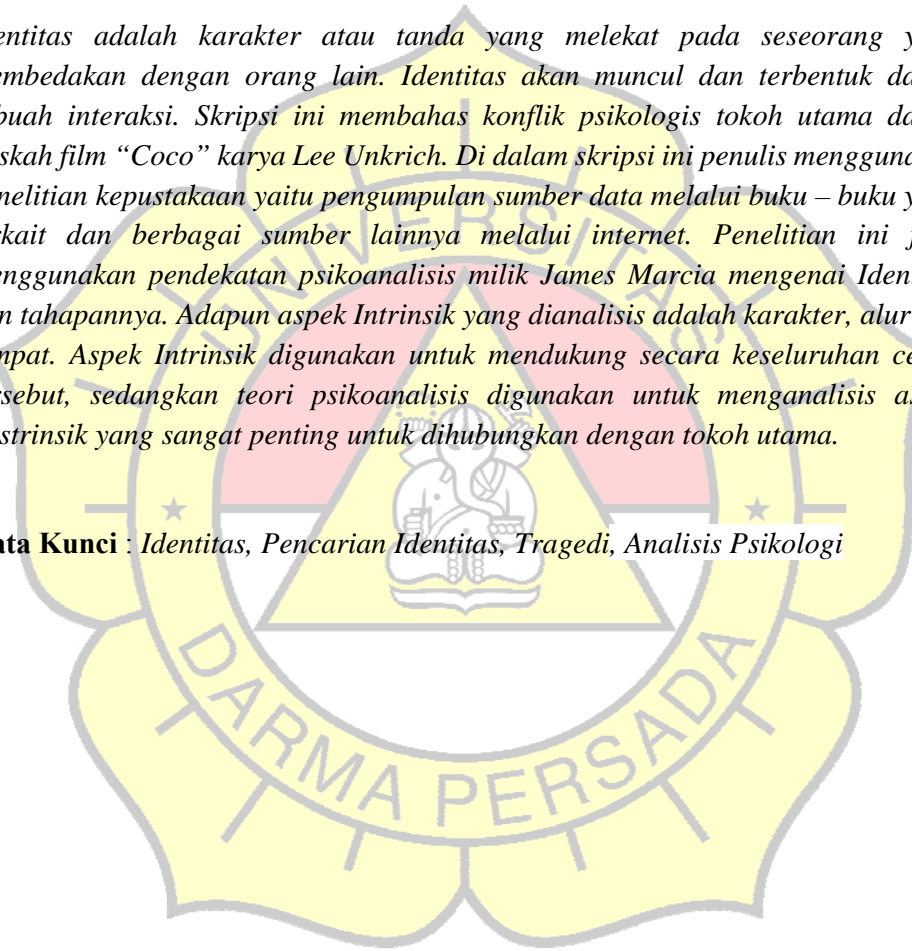 entitas adalah karakter atau tanda yang melekat pada seseorang y
embedakan dengan orang lain. Identitas akan muncul dan terbentuk da
buah interaksi. Skripsi ini membahas konflik psikologis tokoh utama da
skah film “Coco” karya Lee Unkrich. Di dalam skripsi ini penulis mengguna
nelitian kepustakaan yaitu pengumpulan sumber data melalui buku – buku y
rkait dan berbagai sumber lainnya melalui internet. Penelitian ini j
enggunakan pendekatan psikoanalisis milik James Marcia mengenai Iden
n tahapannya. Adapun aspek Intrinsik yang dianalisis adalah karakter, alur
mpat. Aspek Intrinsik digunakan untuk mendukung secara keseluruhan ce
rsebut, sedangkan teori psikoanalisis digunakan untuk menganalisis as
strinsik yang sangat penting untuk dihubungkan dengan tokoh utama.
ata Kunci : Identitas, Pencarian Identitas, Tragedi, Analisis Psikologi
UNIVERSITAS
DARMA PERSADA